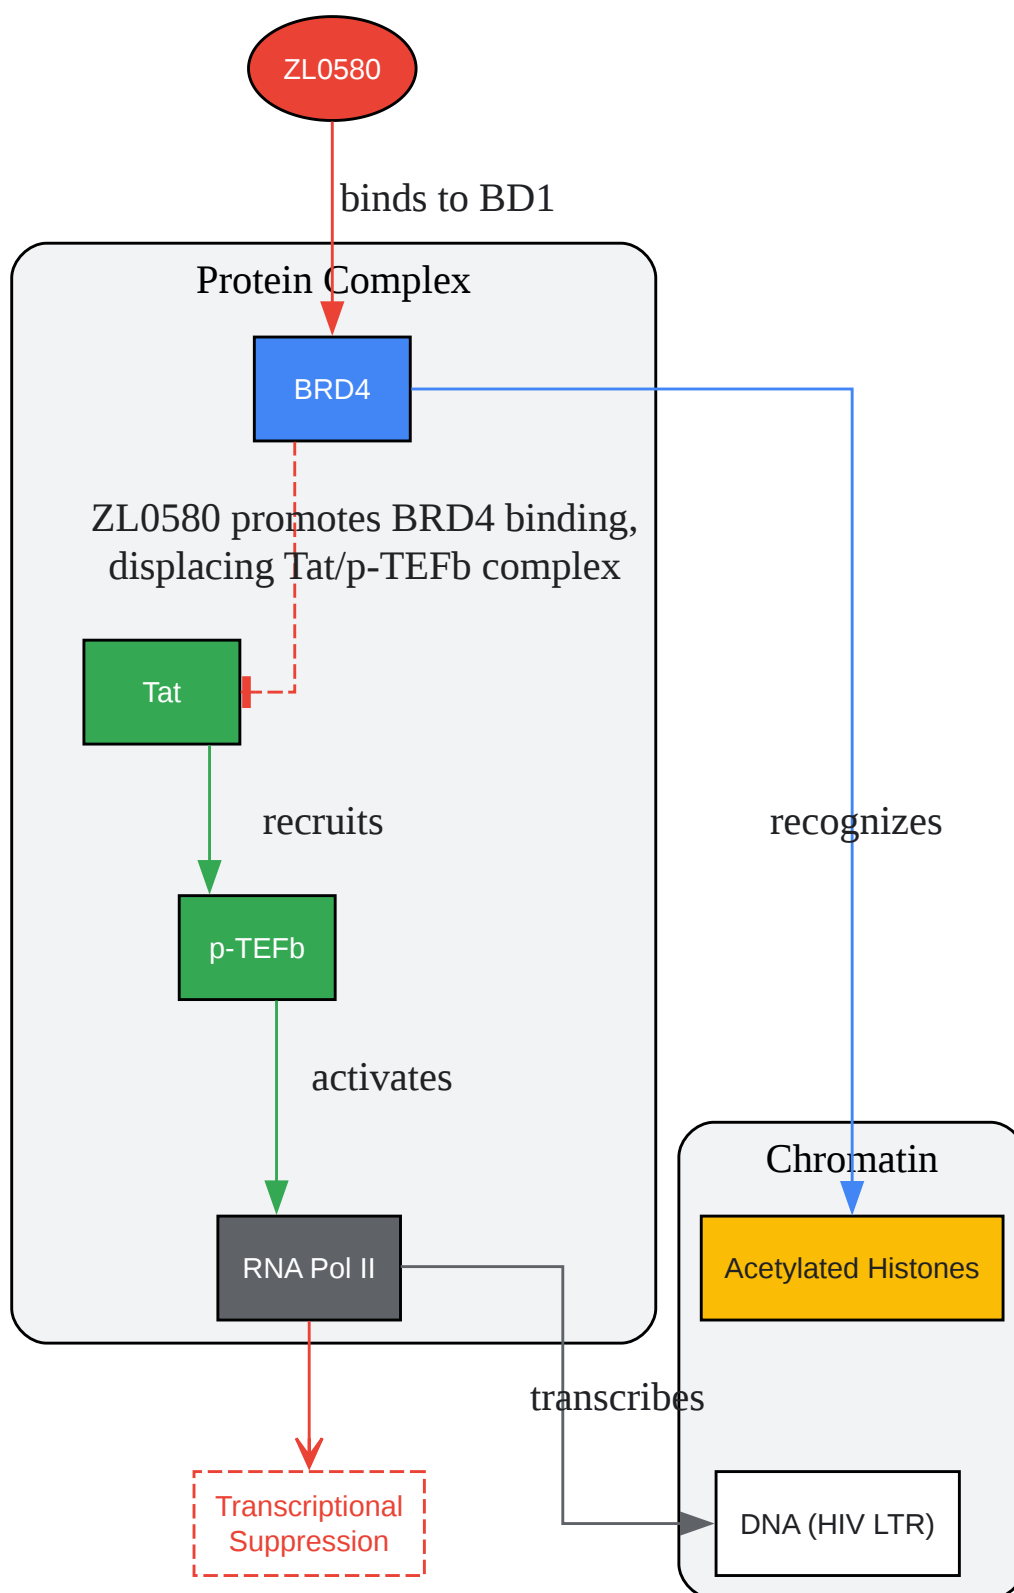 ZL0580
binds to BD1
Protein Complex
BRD4
ZL0580 promotes BRD4 binding,
displacing Tat/p-TEFb complex
Tat
recruits
recognizes
p-TEFb
activates
Chromatin
RNA Pol II
Acetylated Histones
transcribes
Transcriptional
Suppression
DNA (HIV LTR)